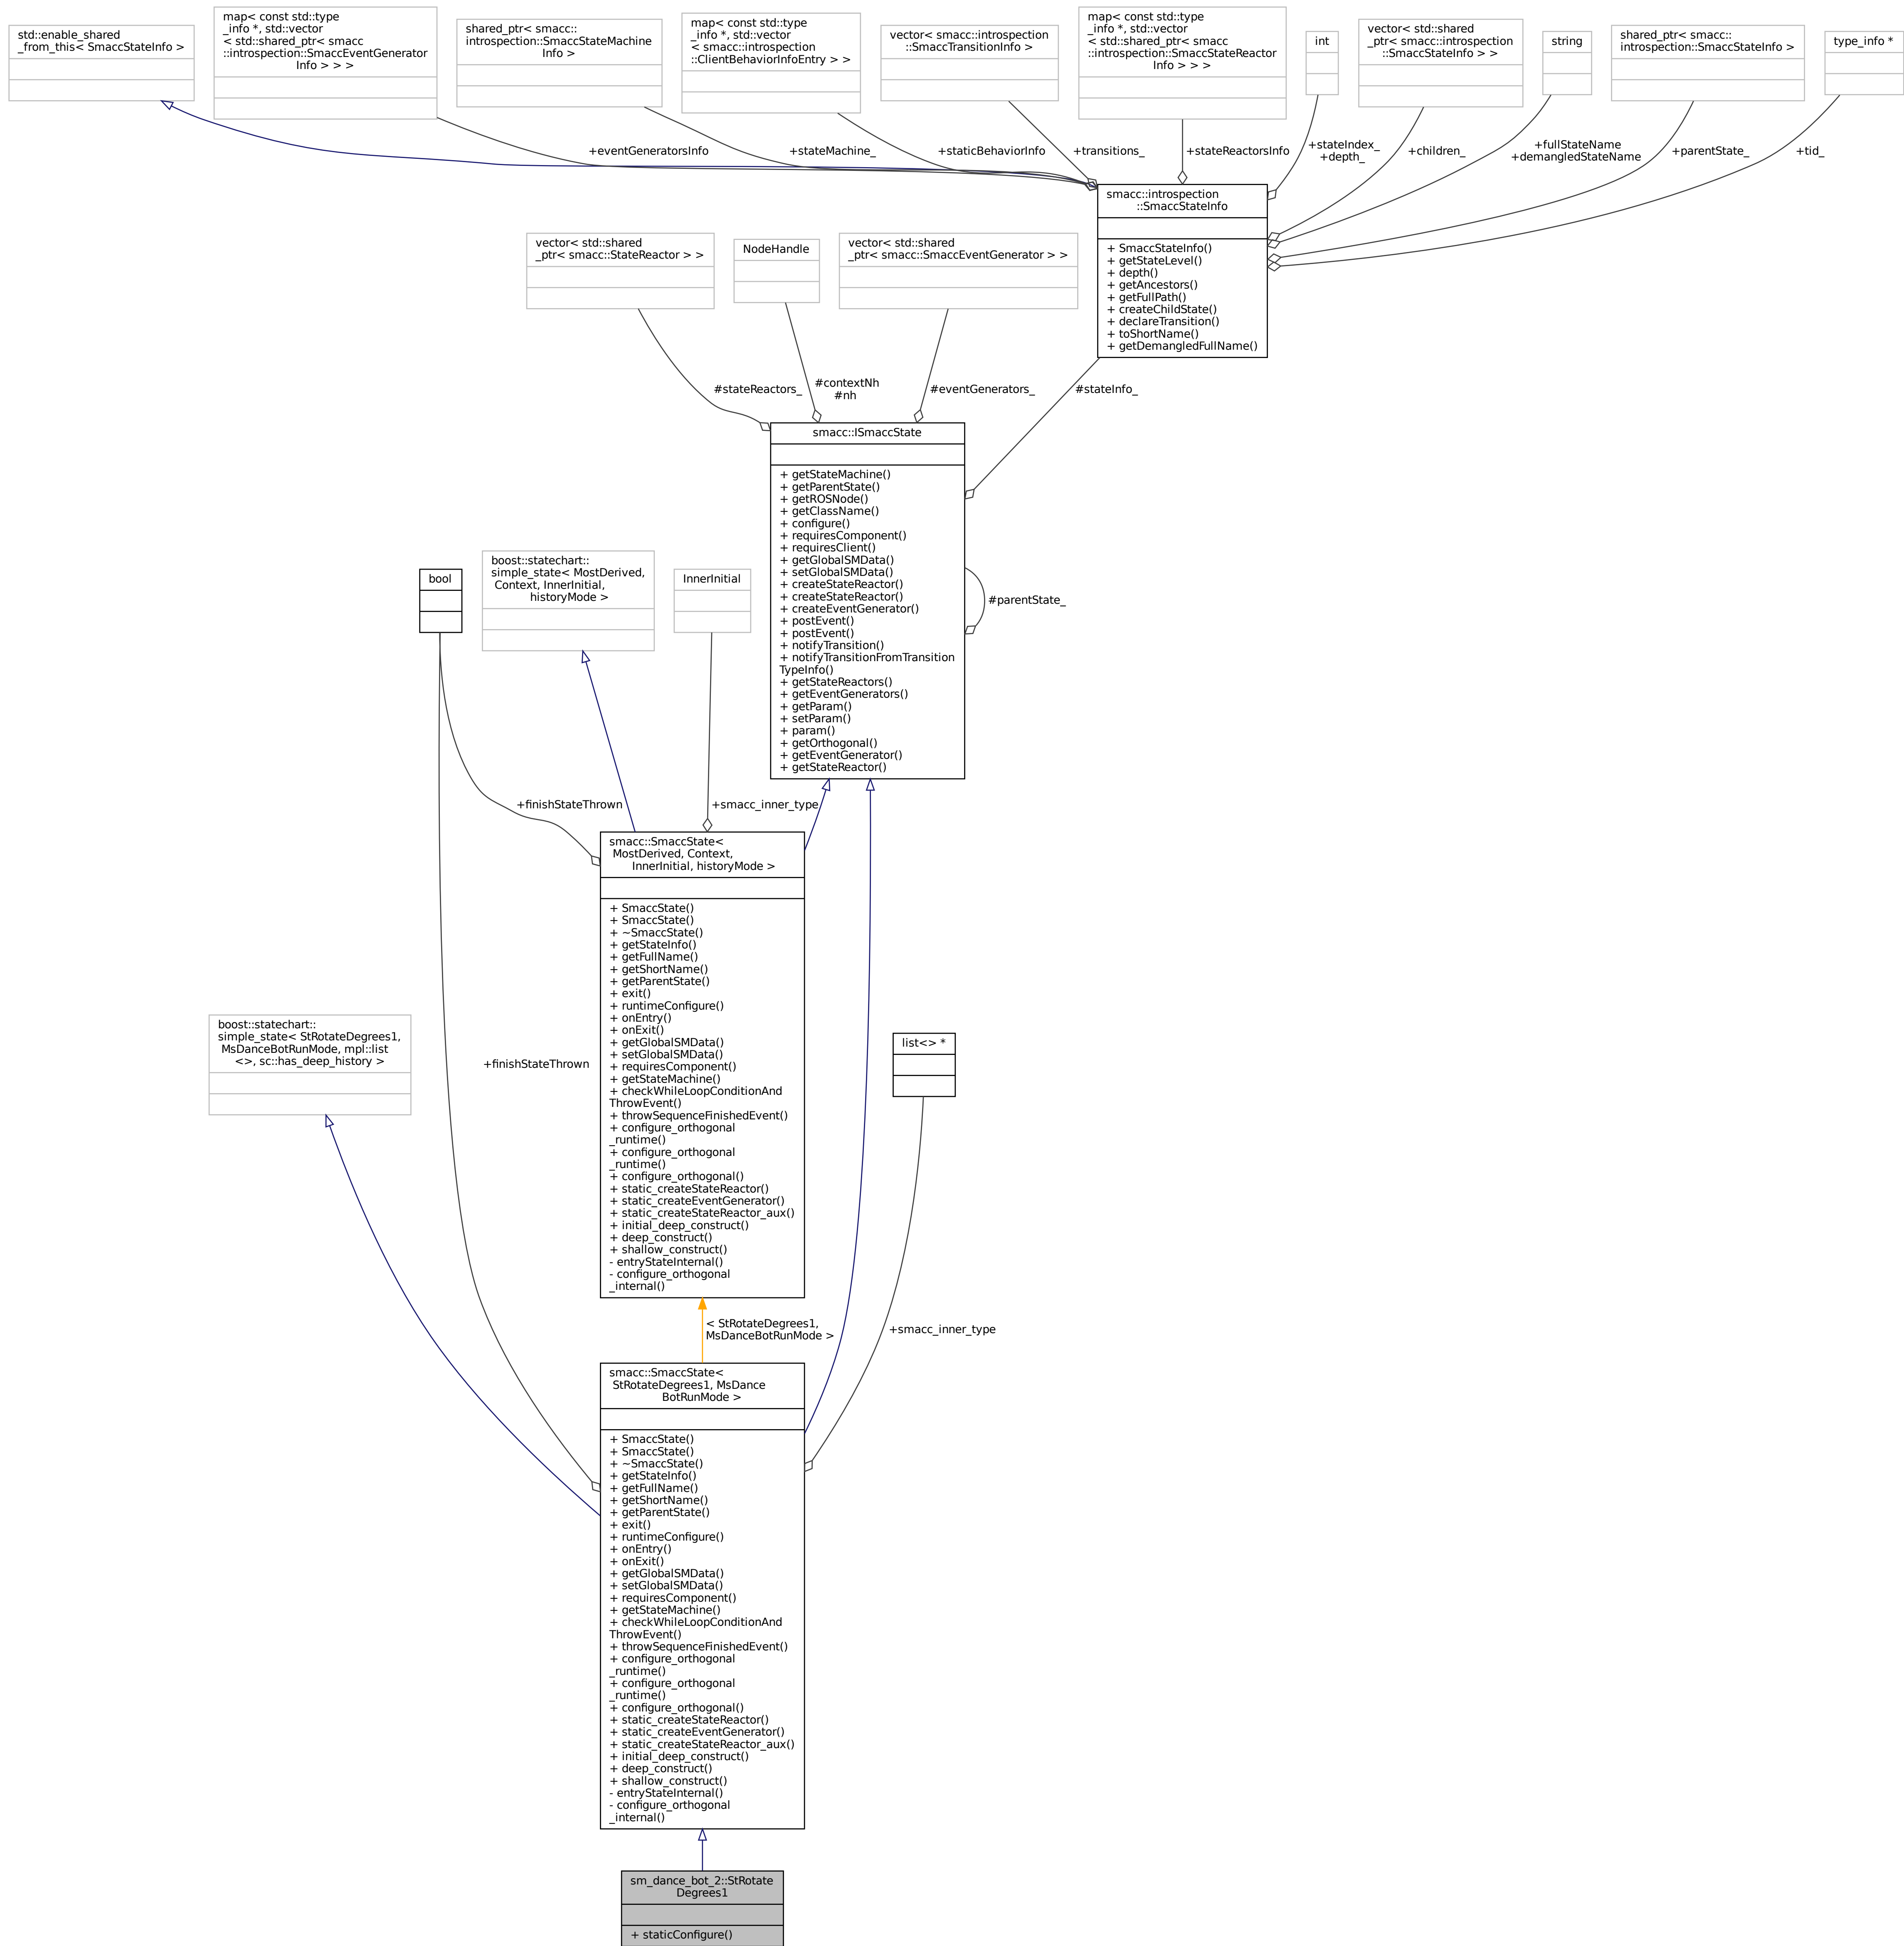 std::enable_shared
_from_this< SmaccStateInfo >
map< const std::type
_info *, std::vector
< std::shared_ptr< smacc
::introspection::SmaccEventGenerator
Info > > >
shared_ptr< smacc::
introspection::SmaccStateMachine
Info >
map< const std::type
_info *, std::vector
< smacc::introspection
::ClientBehaviorInfoEntry > >
vector< smacc::introspection
::SmaccTransitionInfo >
map< const std::type
_info *, std::vector
< std::shared_ptr< smacc
::introspection::SmaccStateReactor
Info > > >
int
vector< std::shared
_ptr< smacc::introspection
::SmaccStateInfo > >
string
shared_ptr< smacc::
introspection::SmaccStateInfo >
type_info *
+eventGeneratorsInfo
+stateMachine_
+staticBehaviorInfo
+transitions_
+stateReactorsInfo
+stateIndex_
+depth_
+children_
+fullStateName
+demangledStateName
+parentState_
+tid_
smacc::introspection
::SmaccStateInfo
+ SmaccStateInfo()
+ getStateLevel()
+ depth()
+ getAncestors()
+ getFullPath()
+ createChildState()
+ declareTransition()
+ toShortName()
+ getDemangledFullName()
vector< std::shared
_ptr< smacc::StateReactor > >
NodeHandle
vector< std::shared
_ptr< smacc::SmaccEventGenerator > >
#stateReactors_
#contextNh
#nh
#eventGenerators_
#stateInfo_
smacc::ISmaccState
+ getStateMachine()
+ getParentState()
+ getROSNode()
+ getClassName()
+ configure()
+ requiresComponent()
+ requiresClient()
+ getGlobalSMData()
+ setGlobalSMData()
+ createStateReactor()
+ createStateReactor()
+ createEventGenerator()
+ postEvent()
+ postEvent()
+ notifyTransition()
+ notifyTransitionFromTransition
TypeInfo()
+ getStateReactors()
+ getEventGenerators()
+ getParam()
+ setParam()
+ param()
+ getOrthogonal()
+ getEventGenerator()
+ getStateReactor()
#parentState_
bool
boost::statechart::
simple_state< MostDerived,
Context, InnerInitial,
historyMode >
InnerInitial
+finishStateThrown
+smacc_inner_type
smacc::SmaccState<
MostDerived, Context,
InnerInitial, historyMode >
+ SmaccState()
+ SmaccState()
+ ~SmaccState()
+ getStateInfo()
+ getFullName()
+ getShortName()
+ getParentState()
+ exit()
+ runtimeConfigure()
+ onEntry()
+ onExit()
+ getGlobalSMData()
+ setGlobalSMData()
+ requiresComponent()
+ getStateMachine()
+ checkWhileLoopConditionAnd
ThrowEvent()
+ throwSequenceFinishedEvent()
+ configure_orthogonal
_runtime()
+ configure_orthogonal
_runtime()
+ configure_orthogonal()
+ static_createStateReactor()
+ static_createEventGenerator()
+ static_createStateReactor_aux()
+ initial_deep_construct()
+ deep_construct()
+ shallow_construct()
- entryStateInternal()
- configure_orthogonal
_internal()
boost::statechart::
simple_state< StRotateDegrees1,
MsDanceBotRunMode, mpl::list
<>, sc::has_deep_history >
+finishStateThrown
list<> *
< StRotateDegrees1,
MsDanceBotRunMode >
+smacc_inner_type
smacc::SmaccState<
StRotateDegrees1, MsDance
BotRunMode >
+ SmaccState()
+ SmaccState()
+ ~SmaccState()
+ getStateInfo()
+ getFullName()
+ getShortName()
+ getParentState()
+ exit()
+ runtimeConfigure()
+ onEntry()
+ onExit()
+ getGlobalSMData()
+ setGlobalSMData()
+ requiresComponent()
+ getStateMachine()
+ checkWhileLoopConditionAnd
ThrowEvent()
+ throwSequenceFinishedEvent()
+ configure_orthogonal
_runtime()
+ configure_orthogonal
_runtime()
+ configure_orthogonal()
+ static_createStateReactor()
+ static_createEventGenerator()
+ static_createStateReactor_aux()
+ initial_deep_construct()
+ deep_construct()
+ shallow_construct()
- entryStateInternal()
- configure_orthogonal
_internal()
sm_dance_bot_2::StRotate
Degrees1
+ staticConfigure()